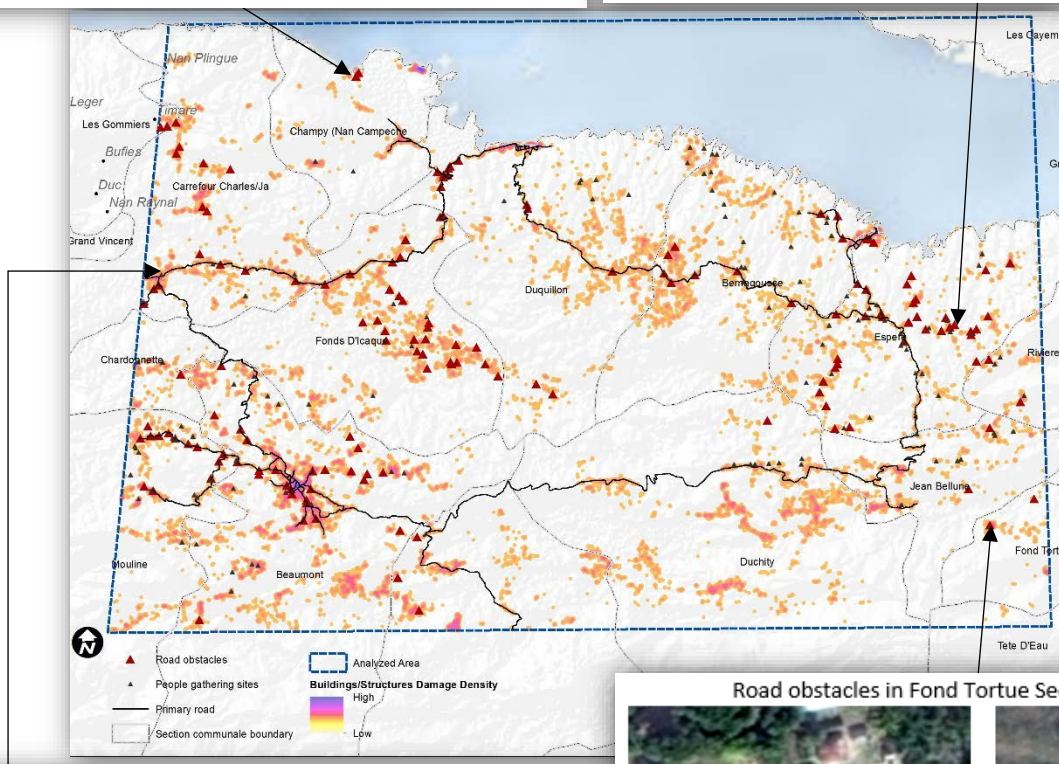 Les Cayem
Nan Plingue
Leger
imare
Les Gommiers
Champy (Nan Campeche
Bufies
Duc
Carrefour Charles/Ja
Nan Raynal
Grand Vincent
Duquillon
Bernagousse
Fonds D'Icaque
Espere
Riviere
Chardonnette
Jean Bellune
Fond Tort
Mouline
Beaumont
Duchity
Tete D'Eau
N
Road obstacles
People gathering sites
Primary road
Section communale boundary
Analyzed Area
Buildings/Structures Damage Density
High
Low
Road obstacles in Fond Tortue Se